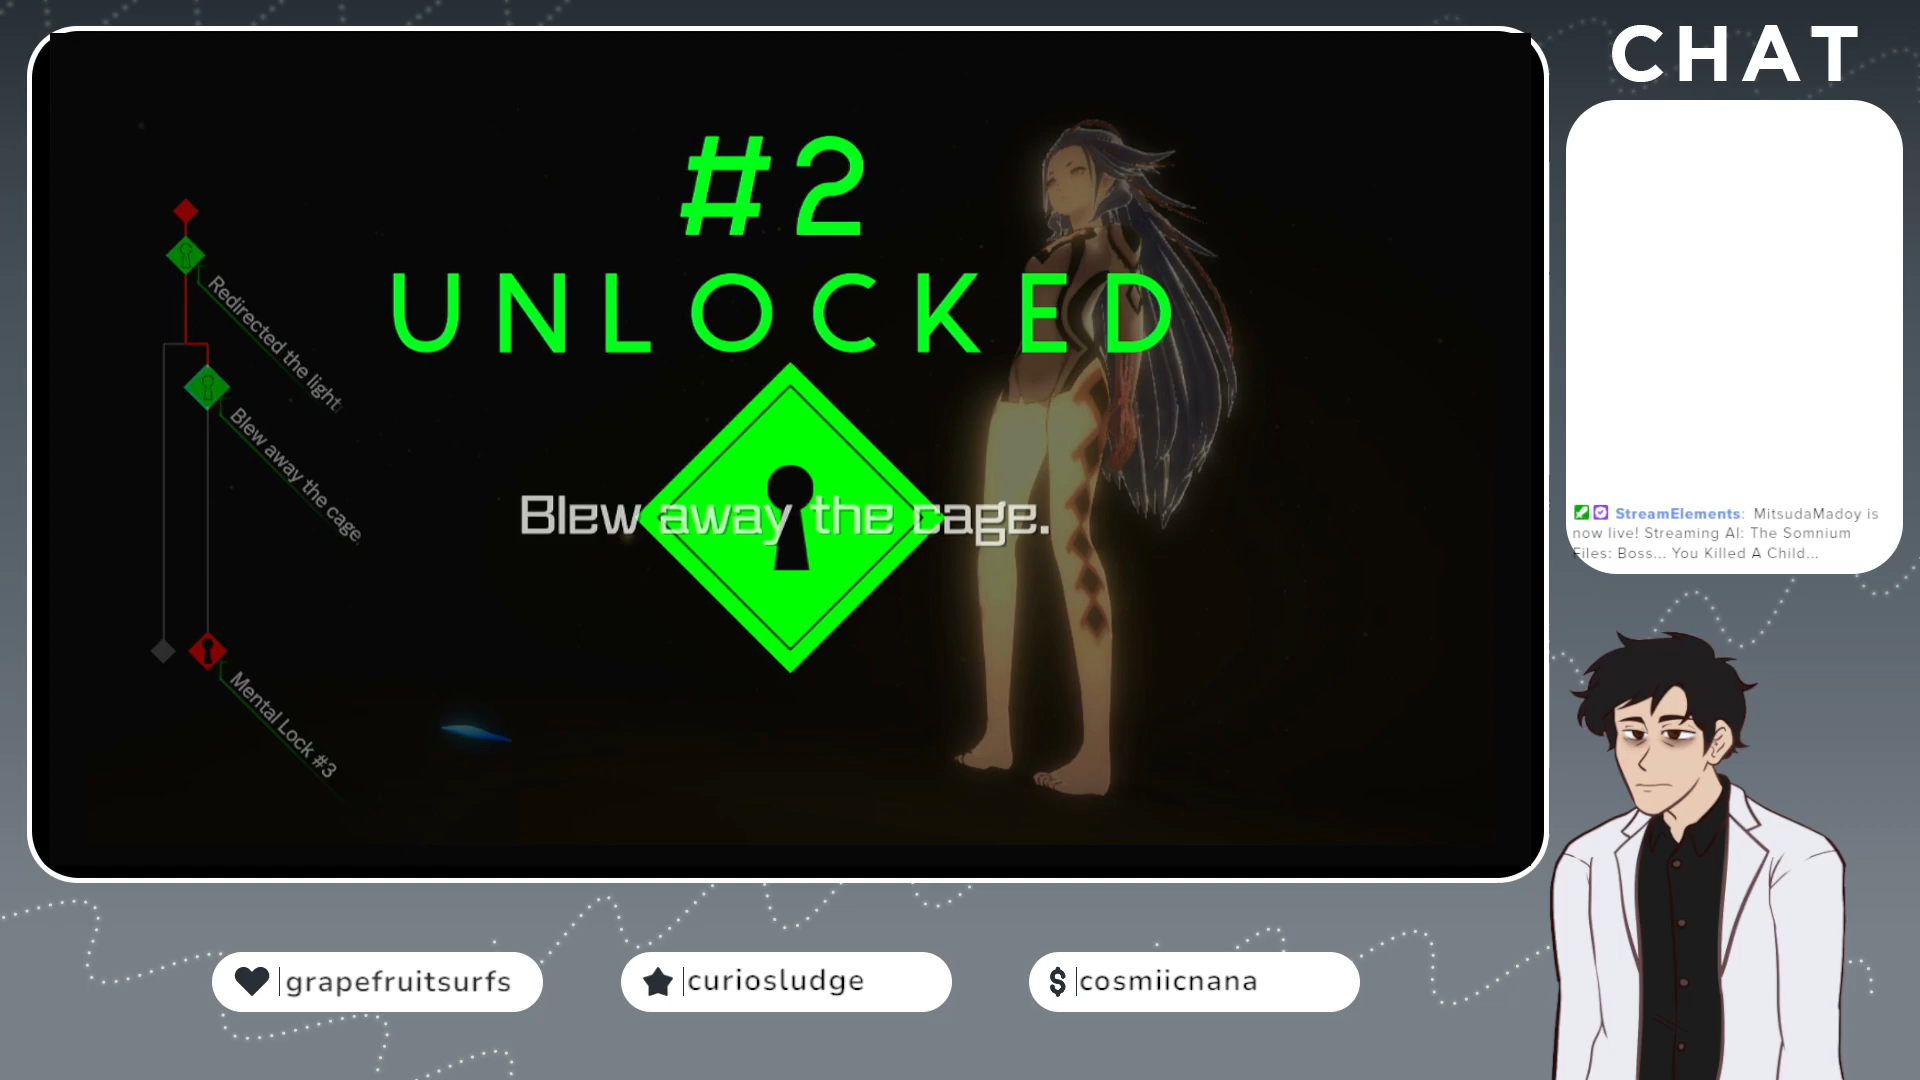 CHAT
#2
UNLOCKED
Blew away the cage.
Redirected the light
Blew away the cage.
Mental Lock #3
StreamElements: MitsudaMadoy is
now live! Streaming AI: The Somnium
Files: Boss... You Killed A Child...
grapefruitsurfs
curiosludge
$ cosmiicnana